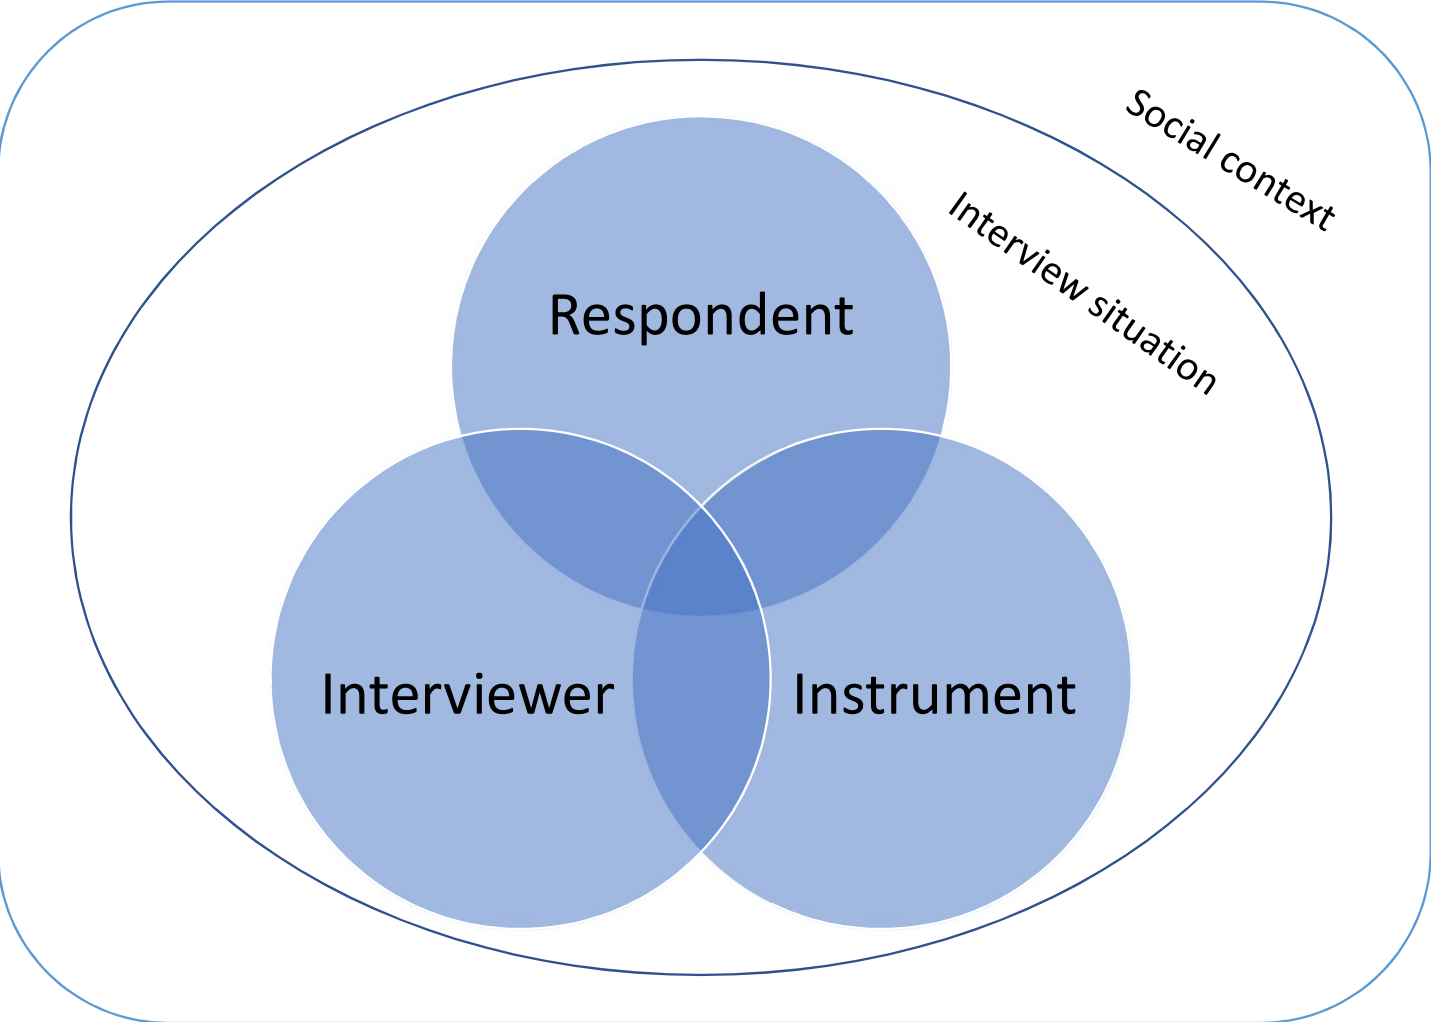 Social context
Interview situation
Respondent
Interviewer
Instrument